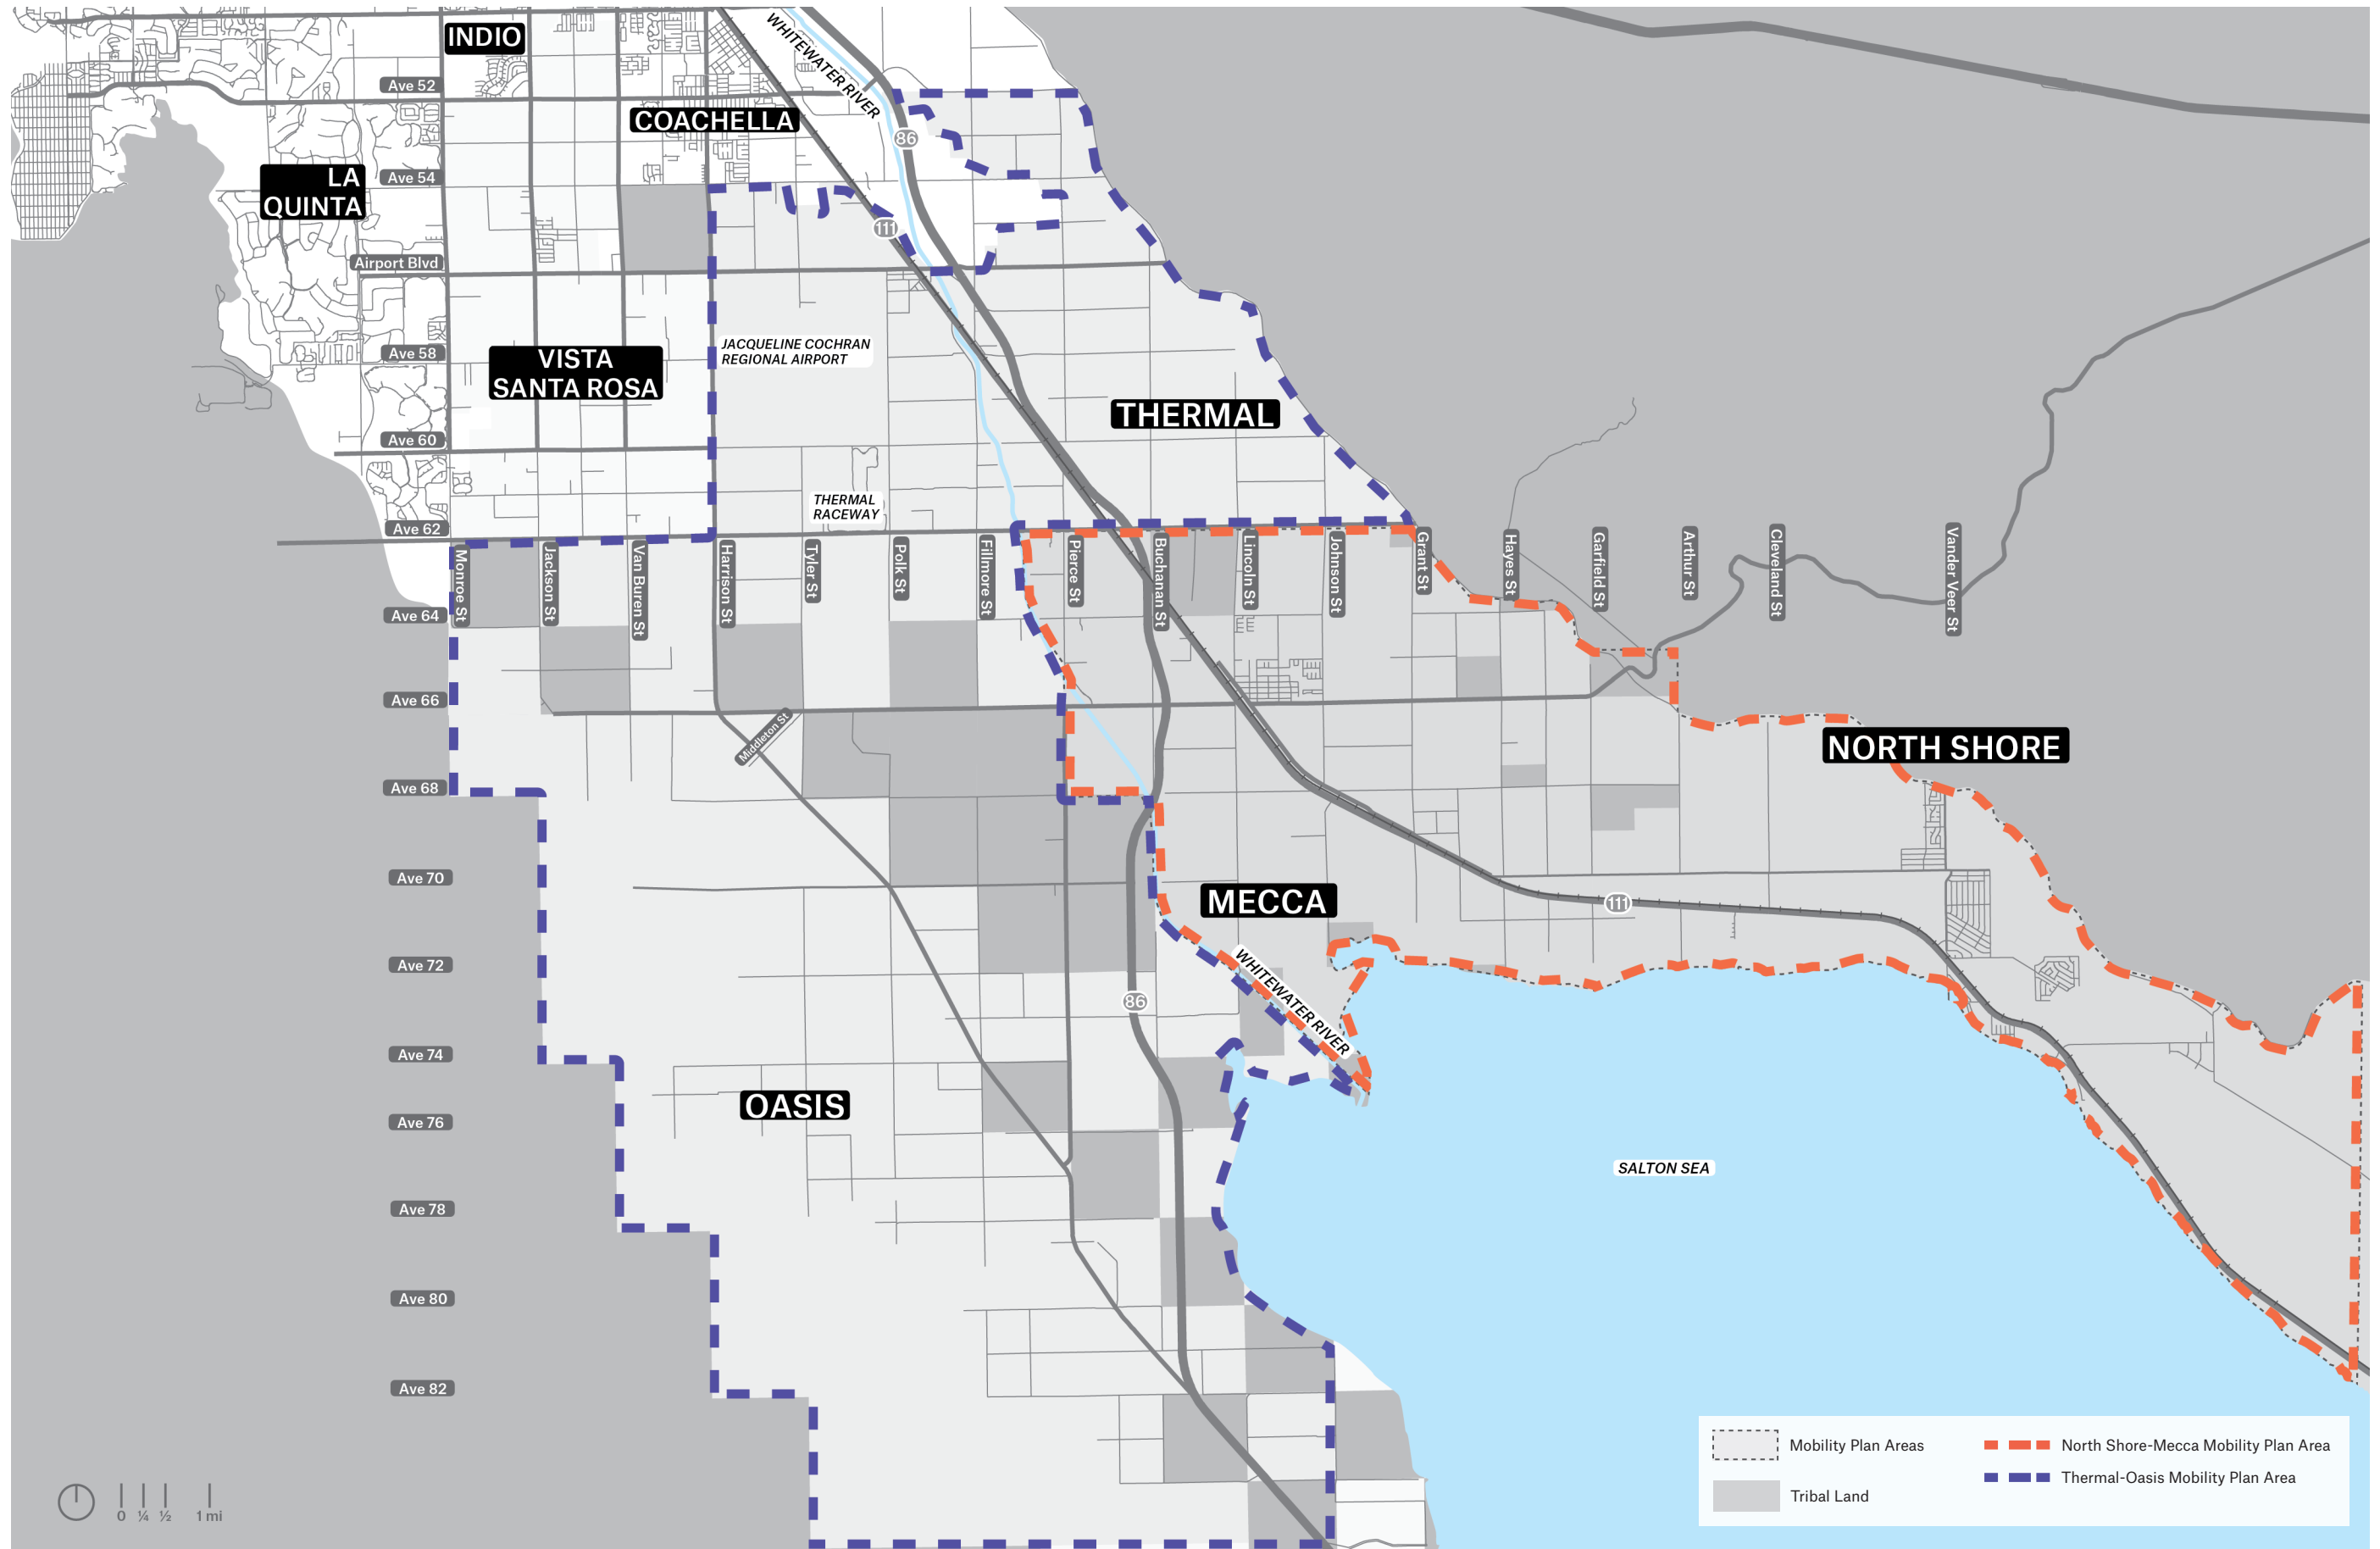 INDIO
WHITEWATER RIVER
Ave 52
COACHELLA
86
LA
QUINTA
Ave 54
111
Airport Blvd
JACQUELINE COCHRAN
REGIONAL AIRPORT
Ave 58
VISTA
SANTA ROSA
THERMAL
Ave 60
THERMAL
RACEWAY
Ave 62
Monroe St
Jackson St
Van Buren St
Harrison St
Tyler St
Polk St
Fillmore St
Pierce St
Buchanan St
Lincoln St
Johnson St
Grant St
Hayes St
Garfield St
Arthur St
Cleveland St
Vander Veer St
Ave 64
Ave 66
Middleton St
NORTH SHORE
Ave 68
Ave 70
MECCA
111
Ave 72
WHITEWATER RIVER
86
Ave 74
OASIS
Ave 76
SALTON SEA
Ave 78
Ave 80
Ave 82
Mobility Plan Areas
North Shore-Mecca Mobility Plan Area
Tribal Land
Thermal-Oasis Mobility Plan Area
0 ¼ ½ 1 mi